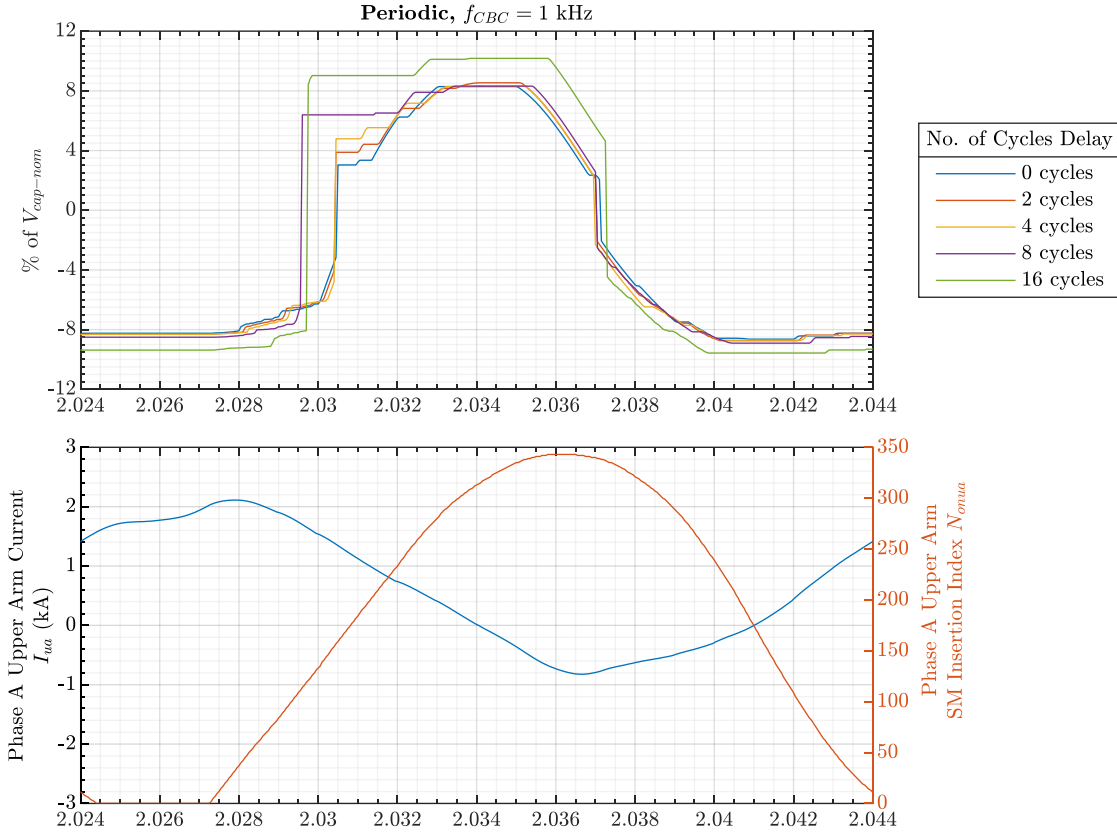 Periodic, f_CBC = 1 kHz
% of V_cap−nom
12
8
4
0
-4
-8
-12
2.024 2.026 2.028 2.03 2.032 2.034 2.036 2.038 2.04 2.042 2.044
No. of Cycles Delay
0 cycles
2 cycles
4 cycles
8 cycles
16 cycles
Phase A Upper Arm Current
I_ua (kA)
3
2
1
0
-1
-2
-3
2.024 2.026 2.028 2.03 2.032 2.034 2.036 2.038 2.04 2.042 2.044
350
300
250
200
150
100
50
0
Phase A Upper Arm
SM Insertion Index N_onua